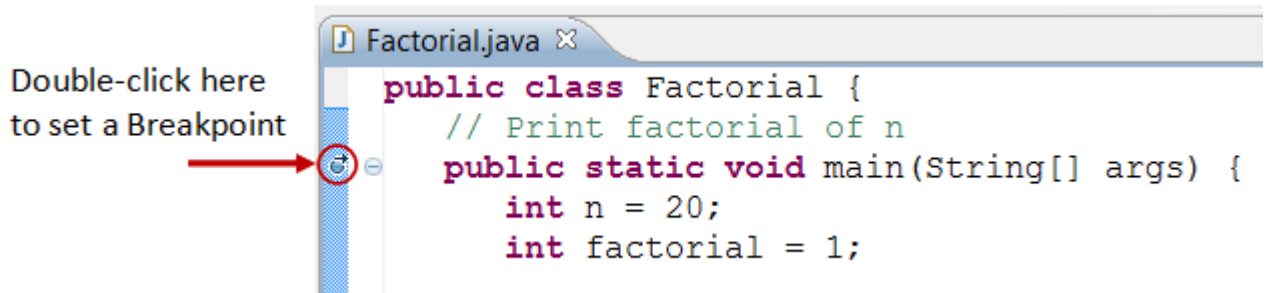 Factorial.java
Double-click here
to set a Breakpoint
public class Factorial {
// Print factorial of n
public static void main(String[] args) {
int n = 20;
int factorial = 1;